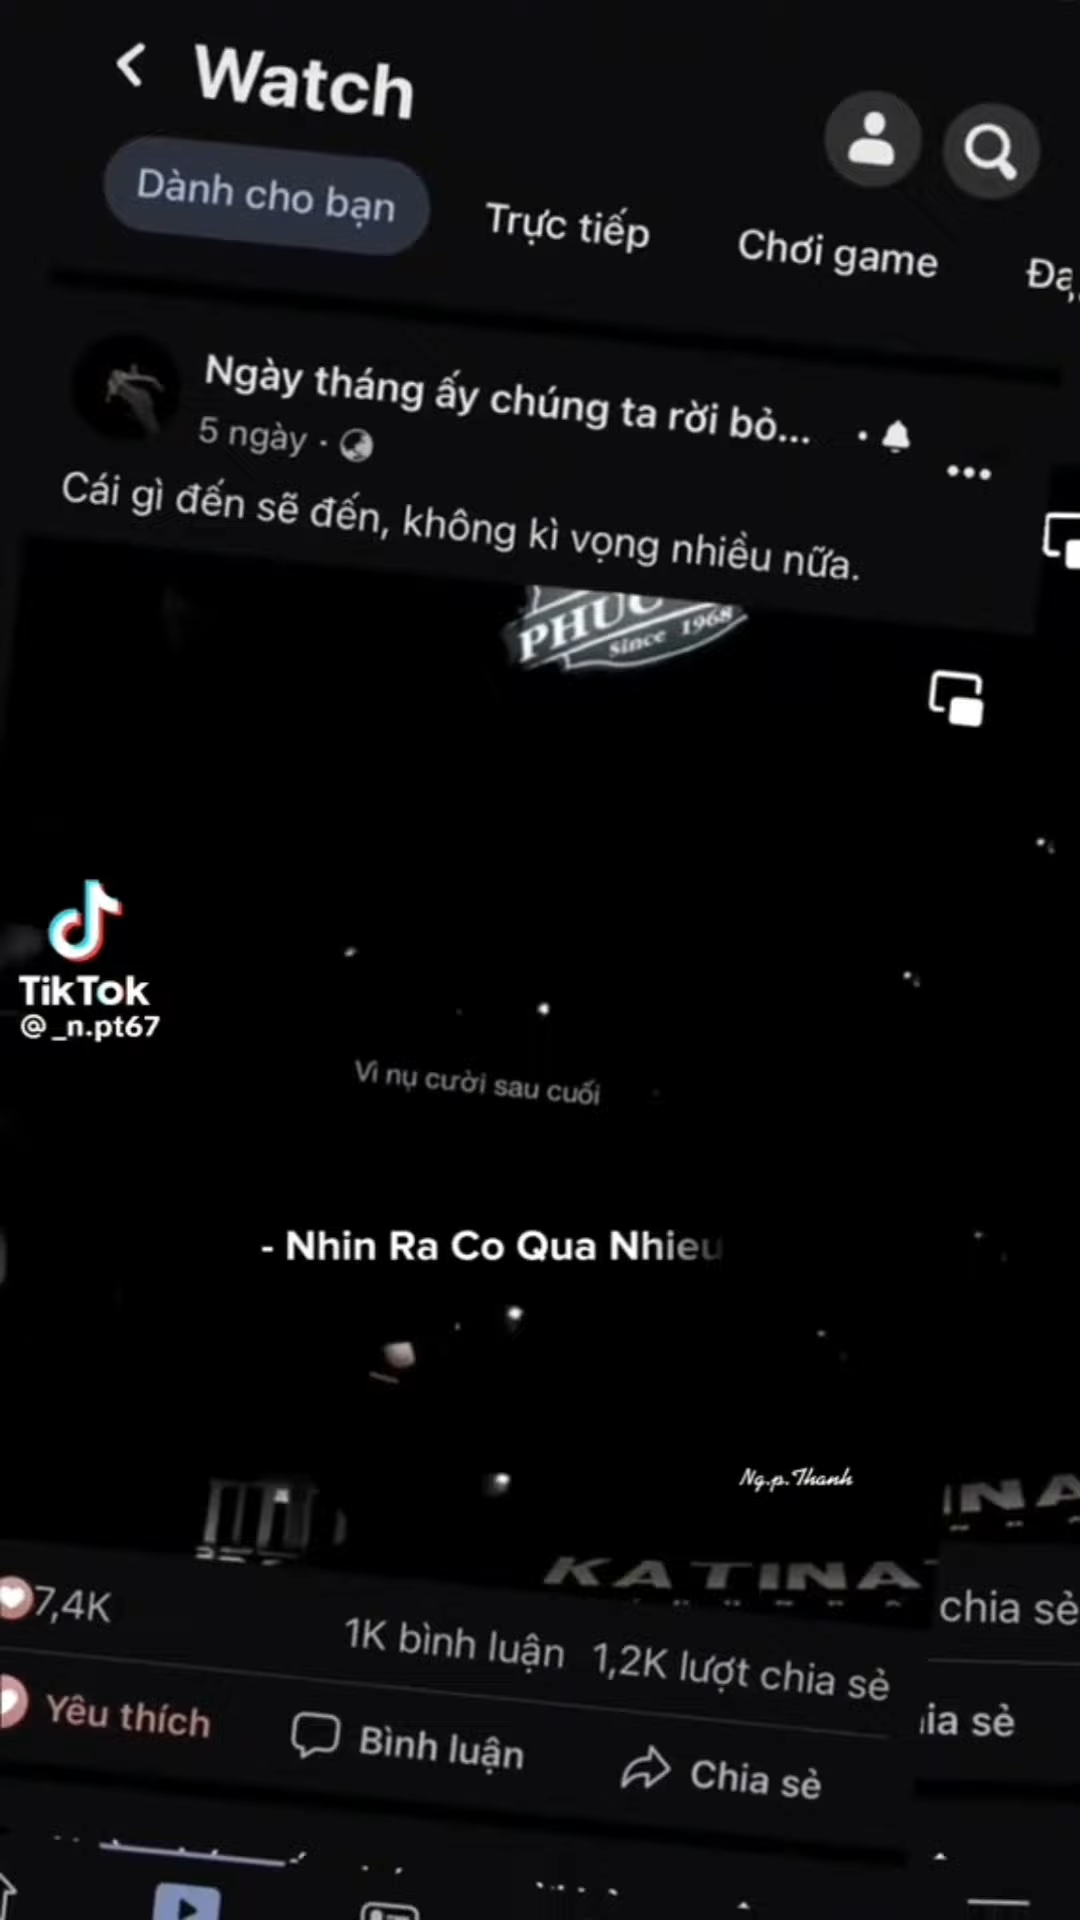 Watch
Dành cho bạn
Trực tiếp
Chơi game
Ngày tháng ấy chúng ta rời bỏ...
5 ngày
Cái gì đến sẽ đến, không kì vọng nhiều nữa.
Since 1968
TikTok
@_n.pt67
Vì nụ cười sau cuối
- Nhin Ra Co Qua Nhieu
Ng.p.Thanh
KATINA
7,4K
1K bình luận
1,2K lượt chia sẻ
chia sẻ
Yêu thích
Bình luận
Chia sẻ